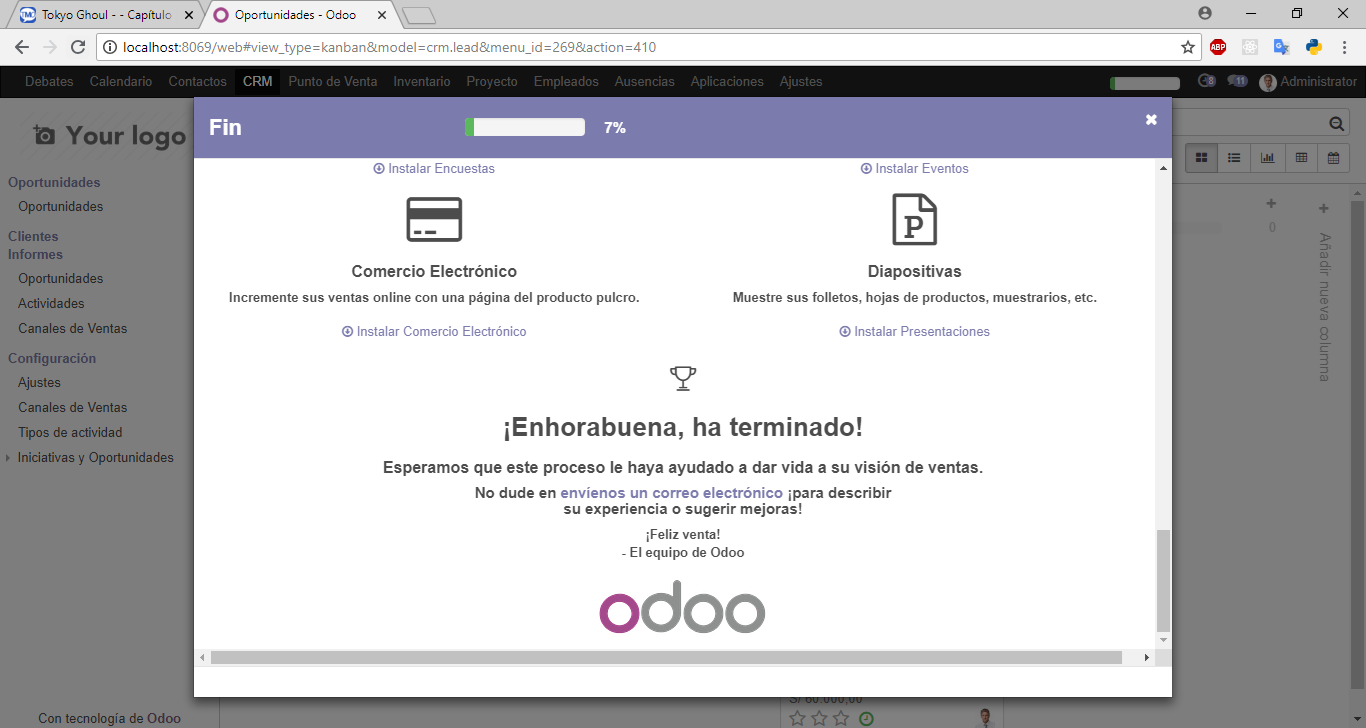 Tokyo Ghoul - - Capítulo
Oportunidades - Odoo
localhost:8069/web#view_type=kanban&model=crm.lead&menu_id=269&action=410
ABP
Debates Calendario Contactos CRM Punto de Venta Inventario Proyecto Empleados Ausencias Aplicaciones Ajustes
8
11
Administrator
Your logo
Oportunidades
Oportunidades
Clientes
Informes
Oportunidades
Actividades
Canales de Ventas
Configuración
Ajustes
Canales de Ventas
Tipos de actividad
Iniciativas y Oportunidades
Con tecnología de Odoo
Fin
7%
Instalar Encuestas
Instalar Eventos
Comercio Electrónico
Incremente sus ventas online con una página del producto pulcro.
Instalar Comercio Electrónico
P
Diapositivas
Muestre sus folletos, hojas de productos, muestrarios, etc.
Instalar Presentaciones
¡Enhorabuena, ha terminado!
Esperamos que este proceso le haya ayudado a dar vida a su visión de ventas.
No dude en envíenos un correo electrónico ¡para describir
su experiencia o sugerir mejoras!
¡Feliz venta!
- El equipo de Odoo
odoo
0
Añadir nueva columna
S/ 60.000,00